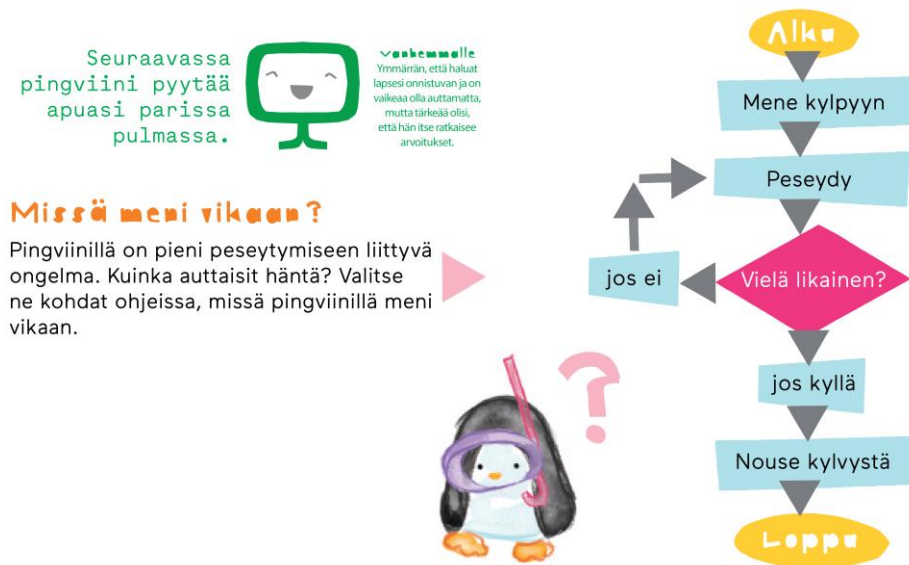 Seuraavassa
pingviini pyytää
apuasi parissa
pulmassa.
Vanhemmalle
Ymmärrän, että haluat
lapsesi onnistuvan ja on
vaikeaa olla auttamatta,
mutta tärkeää olisi,
että hän itse ratkaisee
arvoitukset.
Missä meni vikaan?
Pingviinillä on pieni peseytymiseen liittyvä
ongelma. Kuinka auttaisit häntä? Valitse
ne kohdat ohjeissa, missä pingviinillä meni
vikaan.
Alku
Mene kylpyyn
Peseydy
Vielä likainen?
jos ei
jos kyllä
Nouse kylvystä
Loppu
?